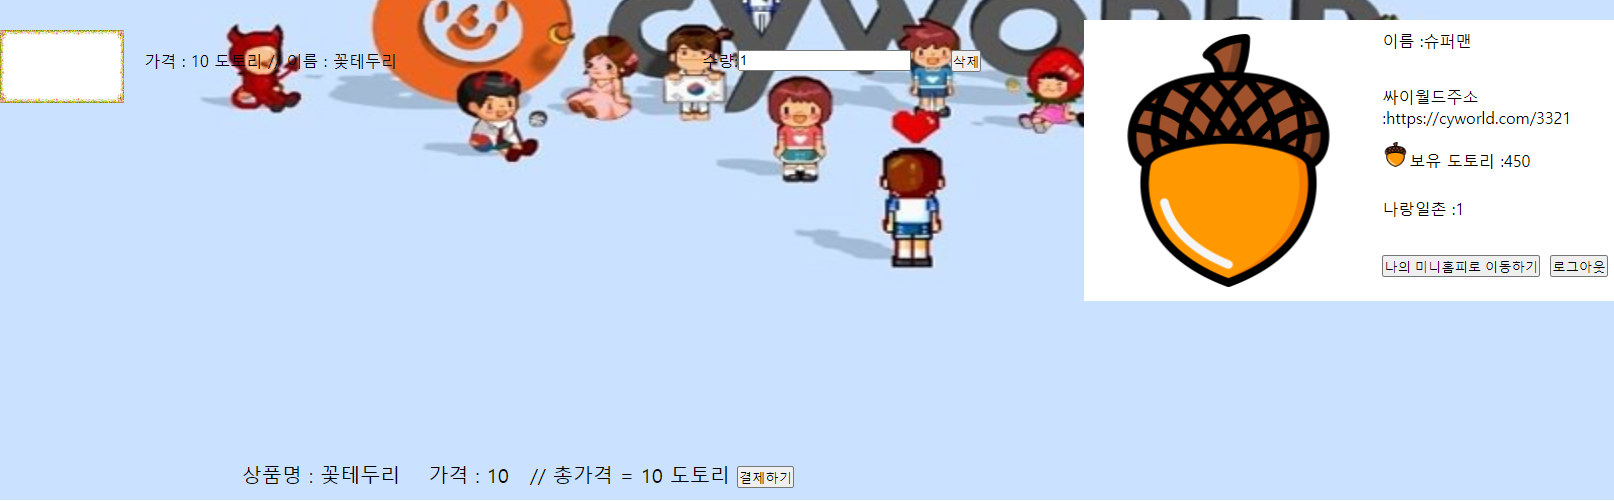 CYWORLD
가격 : 10 도토리 // 이름 : 꽃테두리
수량:1 삭제
이름 :슈퍼맨
싸이월드주소
:https://cyworld.com/3321
보유 도토리 :450
나랑일촌 :1
나의 미니홈피로 이동하기 로그아웃
상품명 : 꽃테두리 가격 : 10 // 총가격 = 10 도토리 결제하기